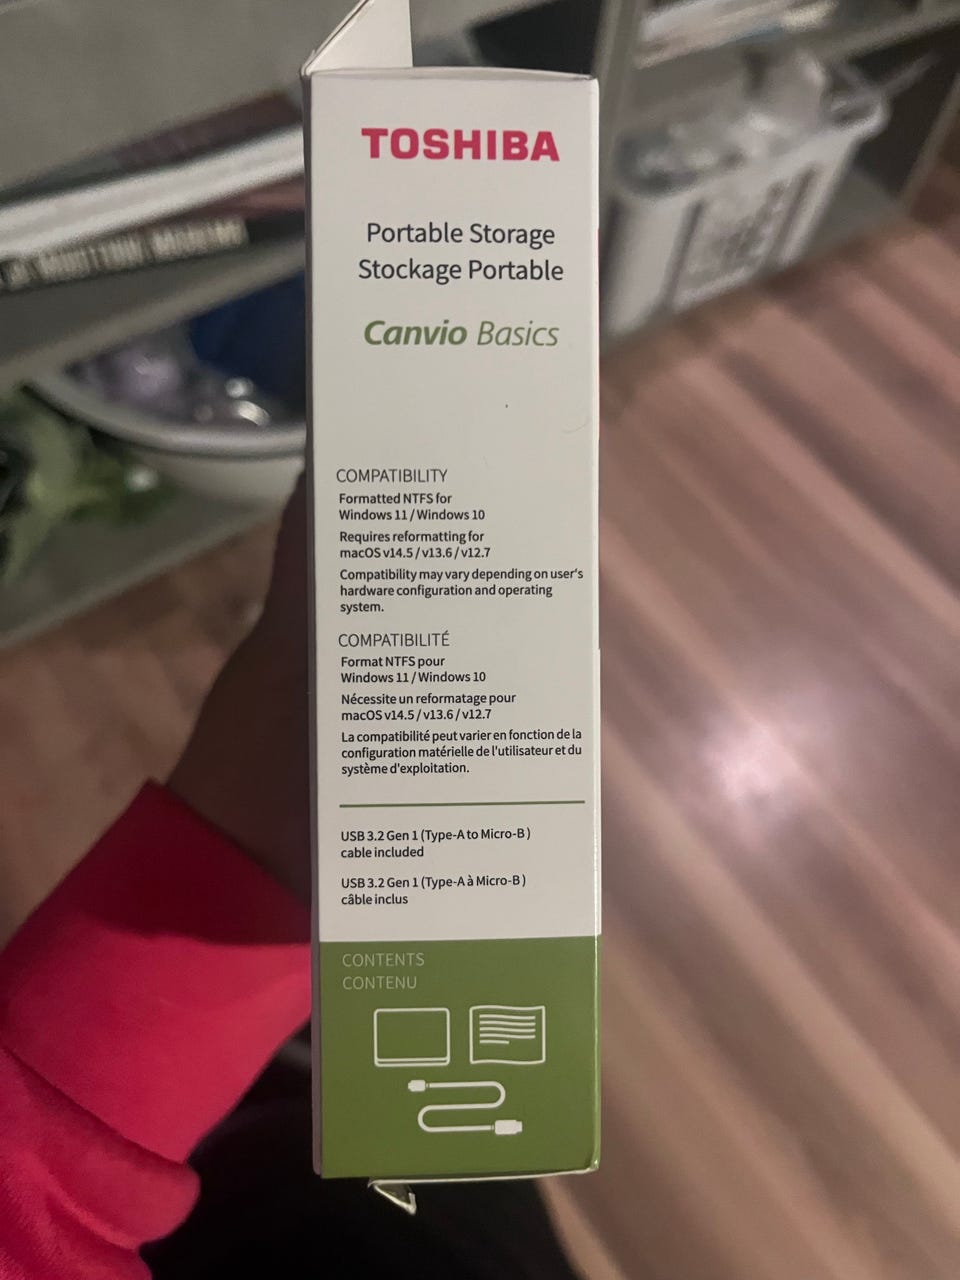 TOSHIBA
Portable Storage
Stockage Portable
Canvio Basics
COMPATIBILITY
Formatted NTFS for
Windows 11 / Windows 10
Requires reformatting for
macOS v14.5 / v13.6 / v12.7
Compatibility may vary depending on user's
hardware configuration and operating
system.
COMPATIBILITÉ
Format NTFS pour
Windows 11 / Windows 10
Nécessite un reformatage pour
macOS v14.5 / v13.6 / v12.7
La compatibilité peut varier en fonction de la
configuration matérielle de l'utilisateur et du
système d'exploitation.
USB 3.2 Gen 1 (Type-A to Micro-B)
cable included
USB 3.2 Gen 1 (Type-A à Micro-B)
câble inclus
CONTENTS
CONTENU